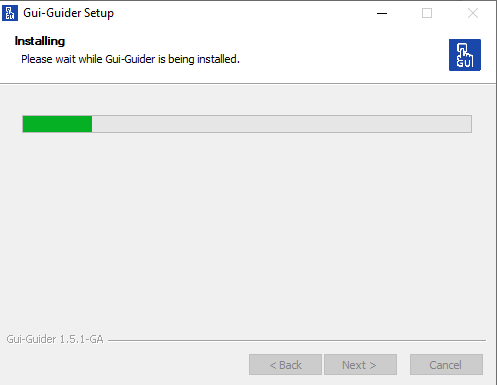 Gui-Guider Setup
Installing
Please wait while Gui-Guider is being installed.
GUI
Gui-Guider 1.5.1-GA
< Back
Next >
Cancel